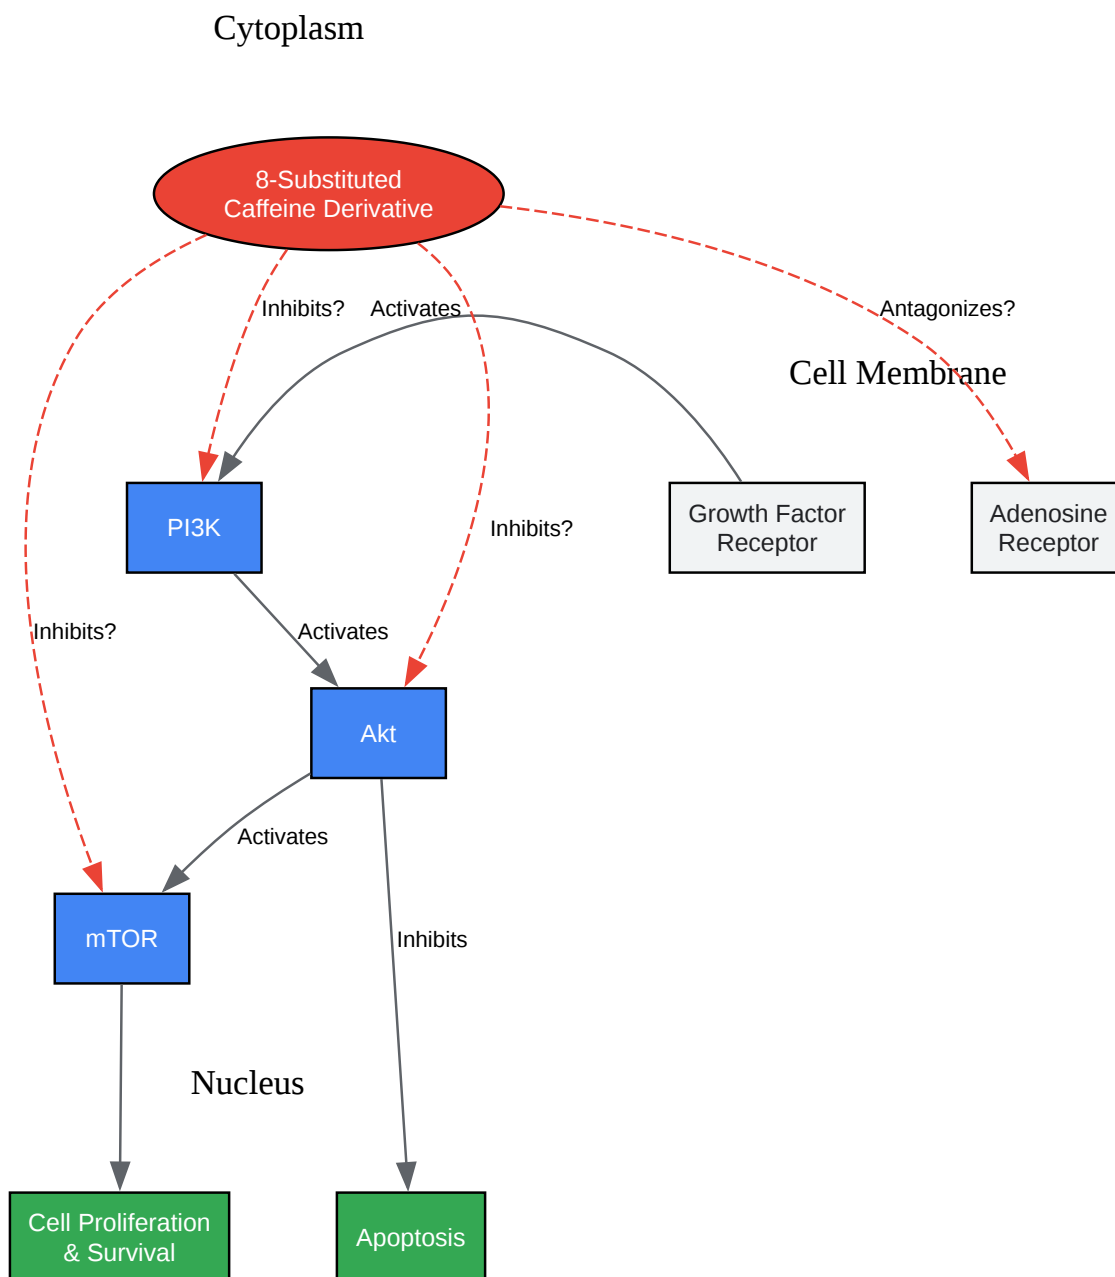 Cytoplasm
8-Substituted
Caffeine Derivative
Inhibits?
Activates
Antagonizes?
Cell Membrane
PI3K
Growth Factor
Receptor
Adenosine
Receptor
Inhibits?
Inhibits?
Activates
Akt
Activates
mTOR
Inhibits
Nucleus
Cell Proliferation
& Survival
Apoptosis